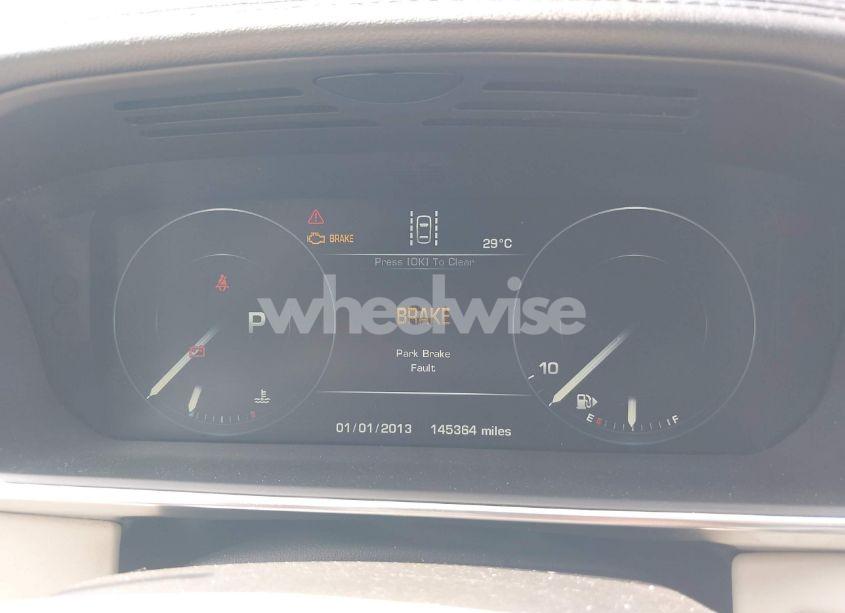 BRAKE
29°C
Press [OK] To Clear
wheelwise
P
BRAKE
Park Brake
Fault
10
E F
01/01/2013 145364 miles